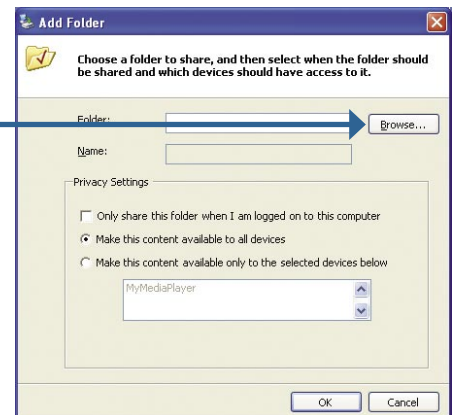 Add Folder
Choose a folder to share, and then select when the folder should
be shared and which devices should have access to it.
Folder:
Browse...
Name:
Privacy Settings
Only share this folder when I am logged on to this computer
Make this content available to all devices
Make this content available only to the selected devices below
MyMediaPlayer
OK
Cancel